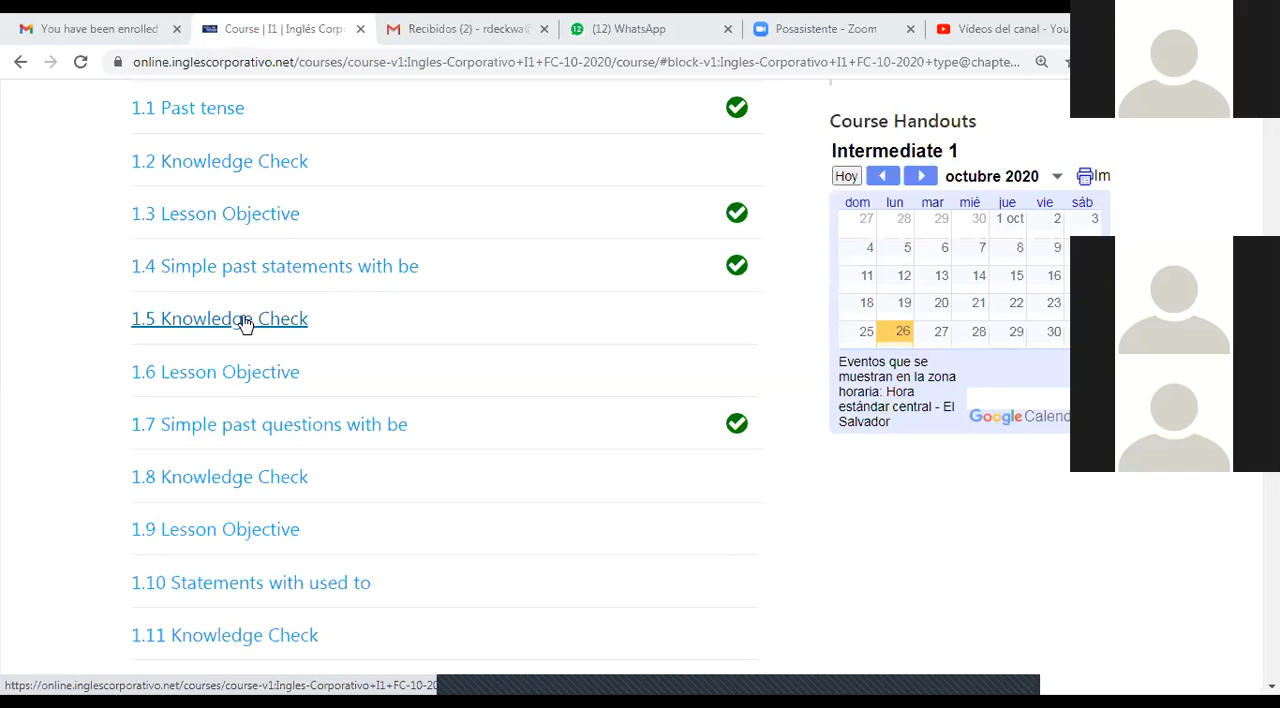 You have been enrolled
Course | I1 | Inglés Corp
Recibidos (2) - rdeckwa
(12) WhatsApp
Posasistente - Zoom
Vídeos del canal - You
online.inglescorporativo.net/courses/course-v1:Ingles-Corporativo+I1+FC-10-2020/course/#block-v1:Ingles-Corporativo+I1+FC-10-2020+type@chapte...
1.1 Past tense
1.2 Knowledge Check
1.3 Lesson Objective
1.4 Simple past statements with be
1.5 Knowledge Check
1.6 Lesson Objective
1.7 Simple past questions with be
1.8 Knowledge Check
1.9 Lesson Objective
1.10 Statements with used to
1.11 Knowledge Check
Course Handouts
Intermediate 1
Hoy octubre 2020 Im
dom lun mar mié jue vie sáb
27 28 29 30 1 oct 2 3
4 5 6 7 8 9
11 12 13 14 15 16
18 19 20 21 22 23
25 26 27 28 29 30
Eventos que se
muestran en la zona
horaria: Hora
estándar central - El
Salvador
Google Calend
https://online.inglescorporativo.net/courses/course-v1:Ingles-Corporativo+I1+FC-10-20